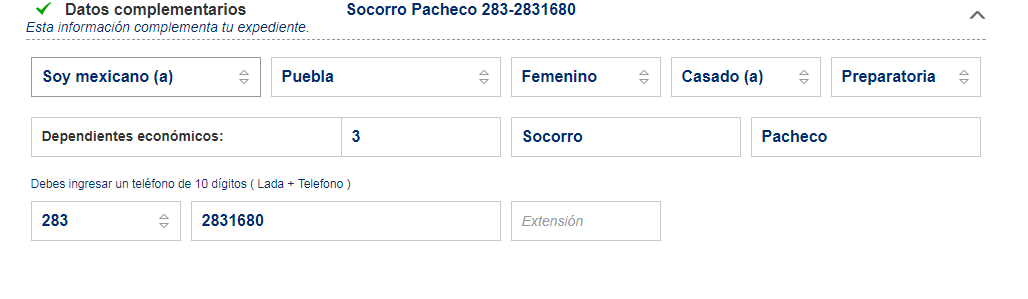 Datos complementarios Socorro Pacheco 283-2831680
Esta información complementa tu expediente.
Soy mexicano (a) Puebla Femenino Casado (a) Preparatoria
Dependientes económicos: 3 Socorro Pacheco
Debes ingresar un teléfono de 10 dígitos ( Lada + Telefono )
283 2831680 Extensión